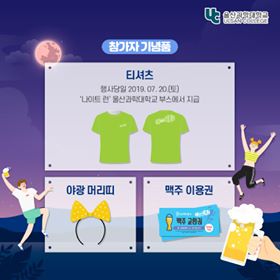 울산과학대학교
ULSAN COLLEGE
참가자 기념품
티셔츠
행사당일 2019. 07. 20.(토)
'나이트 런' 울산과학대학교 부스에서 지급
야광 머리띠
맥주 이용권
맥주 교환권